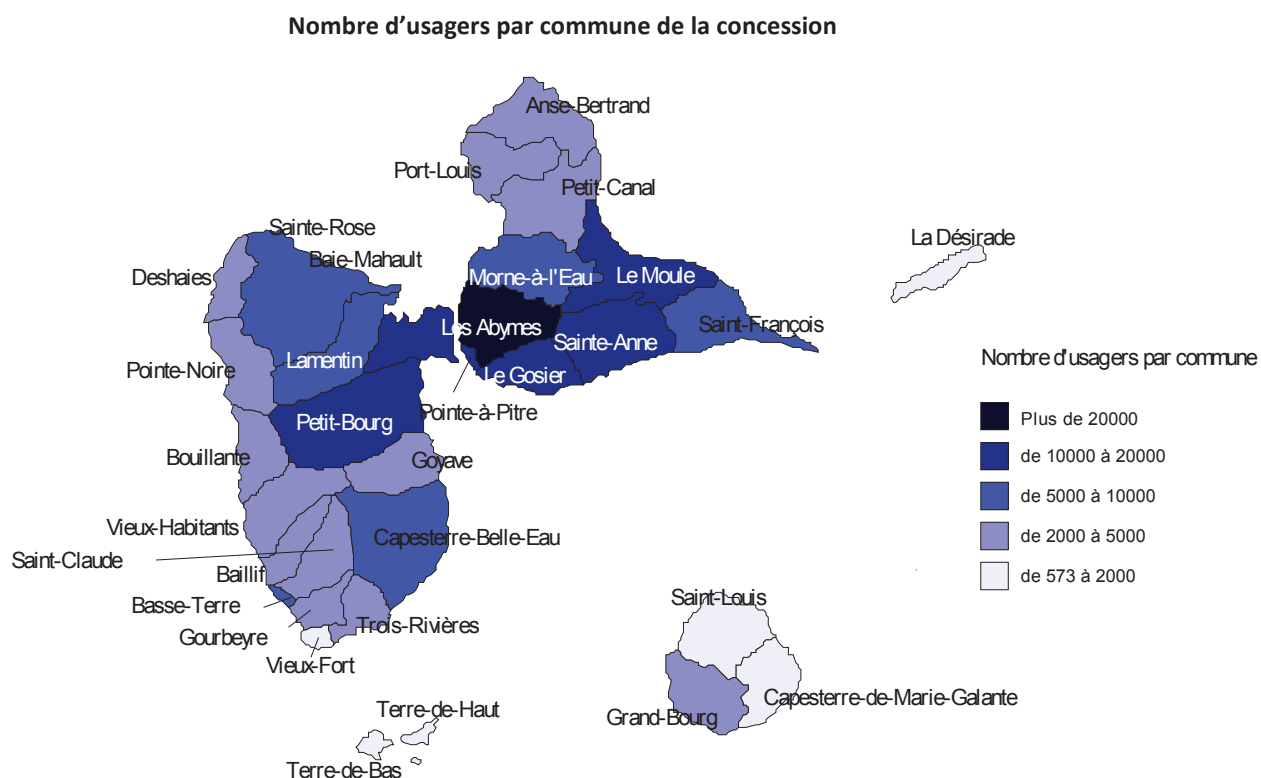 Nombre d'usagers par commune de la concession
Anse-Bertrand
Port-Louis
Petit-Canal
Sainte-Rose
La Désirade
Baie-Mahault
Deshaies
Morne-à-l'Eau
Le Moule
Les Abymes
Saint-François
Sainte-Anne
Lamentin
Pointe-Noire
Le Gosier
Pointe-à-Pitre
Petit-Bourg
Bouillante
Goyave
Vieux-Habitants
Capesterre-Belle-Eau
Saint-Claude
Baillif
Basse-Terre
Gourbeyre
Trois-Rivières
Vieux-Fort
Saint-Louis
Capesterre-de-Marie-Galante
Grand-Bourg
Terre-de-Haut
Terre-de-Bas
Nombre d'usagers par commune
Plus de 20000
de 10000 à 20000
de 5000 à 10000
de 2000 à 5000
de 573 à 2000